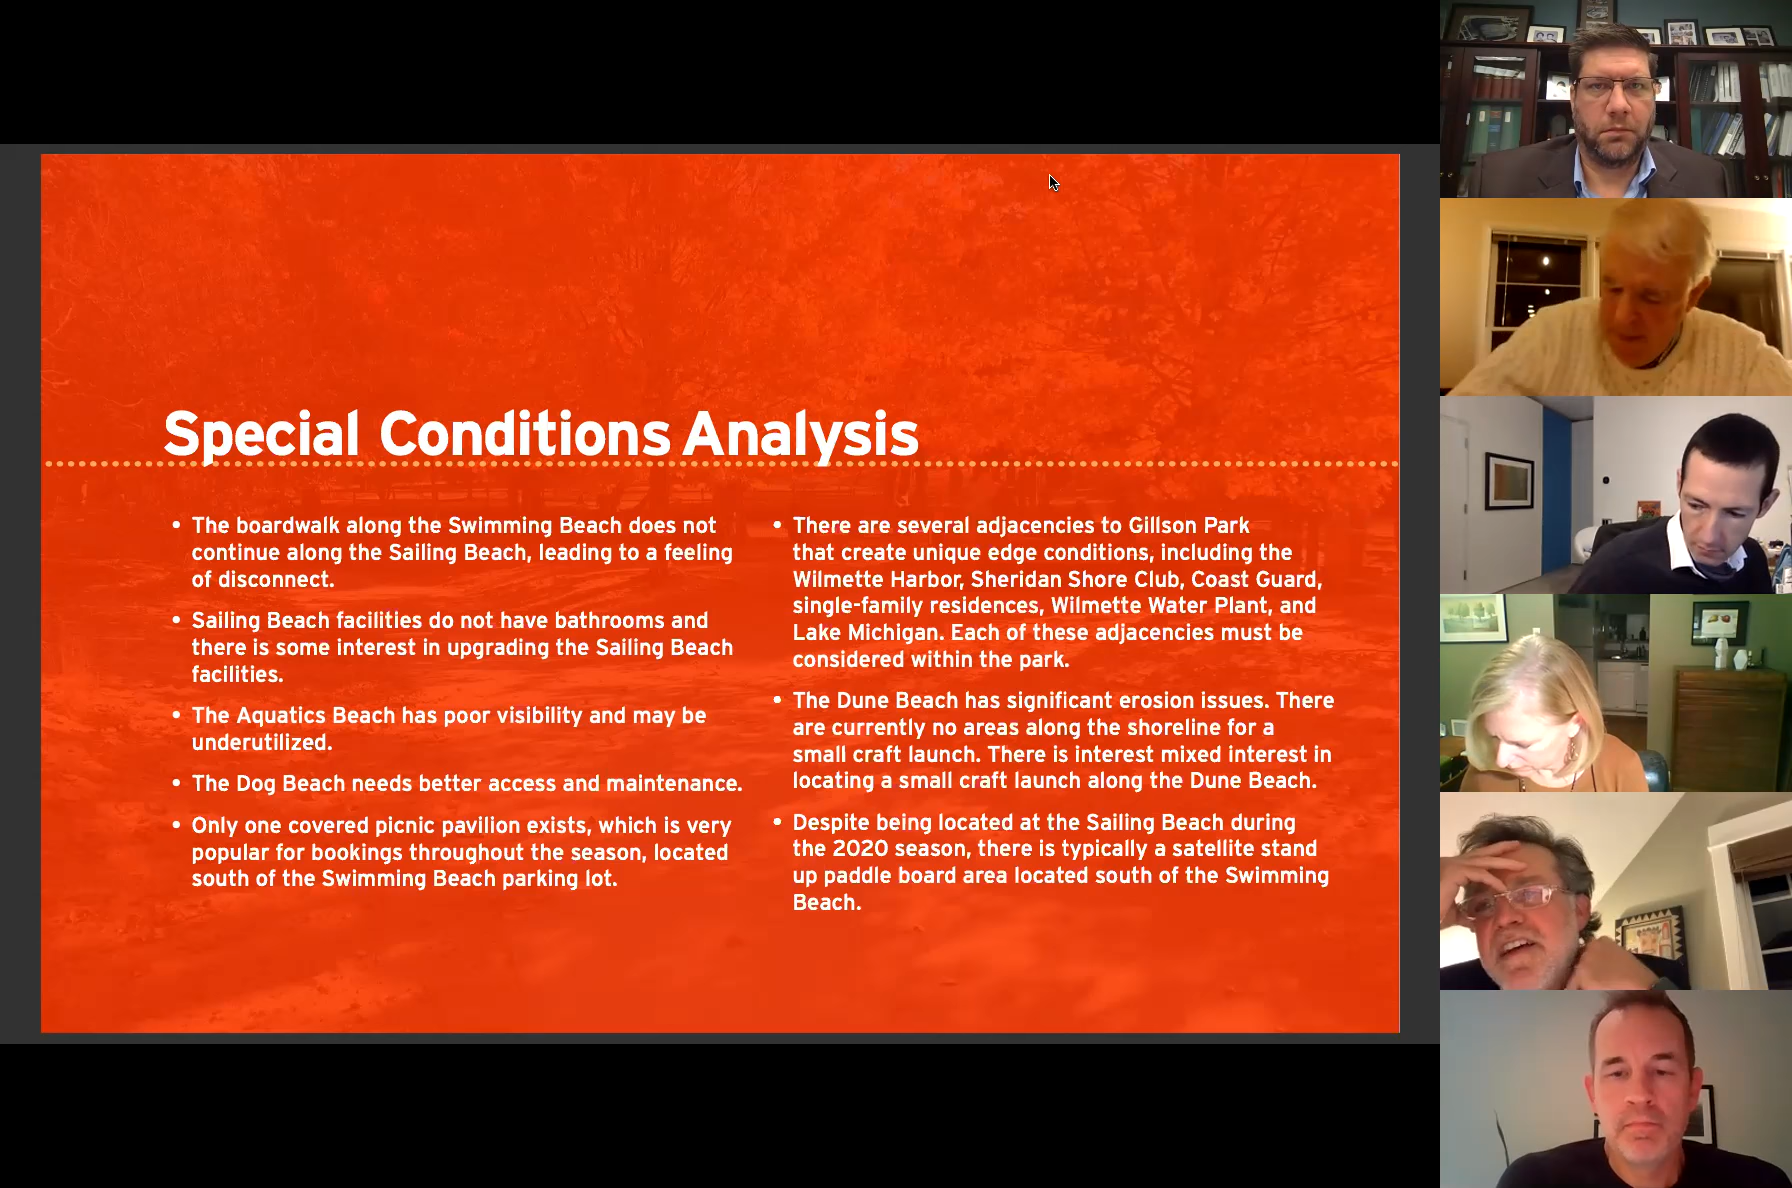 Special Conditions Analysis
• The boardwalk along the Swimming Beach does not
continue along the Sailing Beach, leading to a feeling
of disconnect.
• Sailing Beach facilities do not have bathrooms and
there is some interest in upgrading the Sailing Beach
facilities.
• The Aquatics Beach has poor visibility and may be
underutilized.
• The Dog Beach needs better access and maintenance.
• Only one covered picnic pavilion exists, which is very
popular for bookings throughout the season, located
south of the Swimming Beach parking lot.
• There are several adjacencies to Gillson Park
that create unique edge conditions, including the
Wilmette Harbor, Sheridan Shore Club, Coast Guard,
single-family residences, Wilmette Water Plant, and
Lake Michigan. Each of these adjacencies must be
considered within the park.
• The Dune Beach has significant erosion issues. There
are currently no areas along the shoreline for a
small craft launch. There is interest mixed interest in
locating a small craft launch along the Dune Beach.
• Despite being located at the Sailing Beach during
the 2020 season, there is typically a satellite stand
up paddle board area located south of the Swimming
Beach.